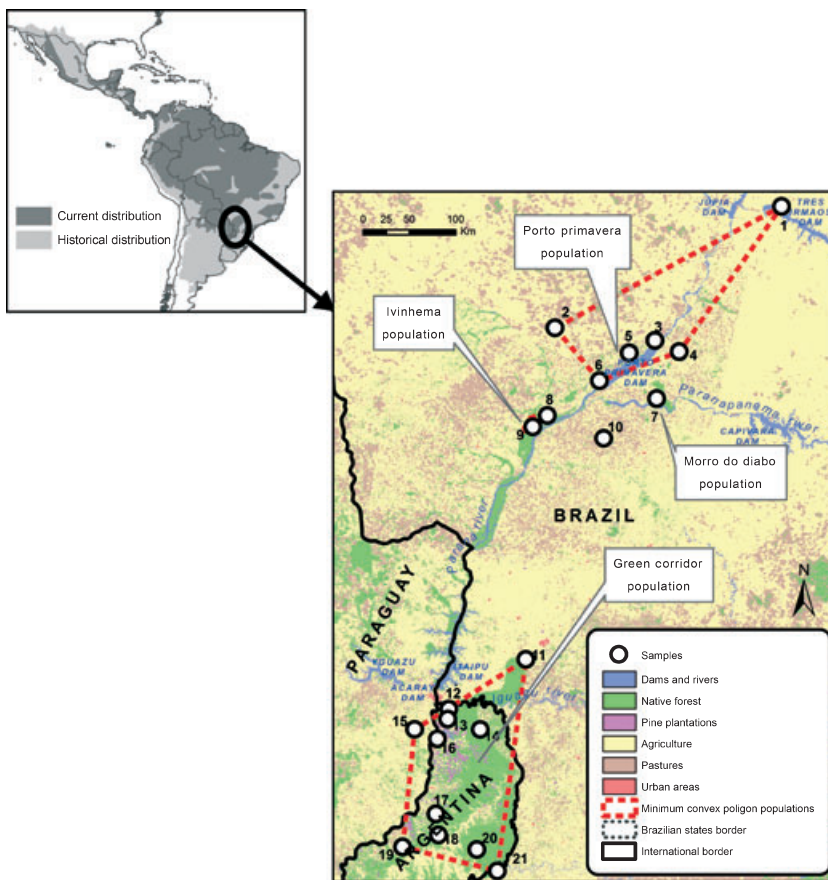 Current distribution
Historical distribution
100
50
0
100
Km
JUPIA
DAM
TRES
IRMAOS
DAM
1
Porto primavera
population
Ivinhema
population
2
3
5
4
6
PRIMAVERA
DAM
8
7
Paranapanema river
9
10
CAPIVARA
DAM
Morro do diabo
population
BRAZIL
Parana river
Green corridor
population
N
PARAGUAY
YGUAZU
DAM
ITAIPU
DAM
ACARAY
DAM
11
12
Iguazu river
13
15
14
16
ARGENTINA
17
18
19
20
21
Samples
Dams and rivers
Native forest
Pine plantations
Agriculture
Pastures
Urban areas
Minimum convex poligon populations
Brazilian states border
International border